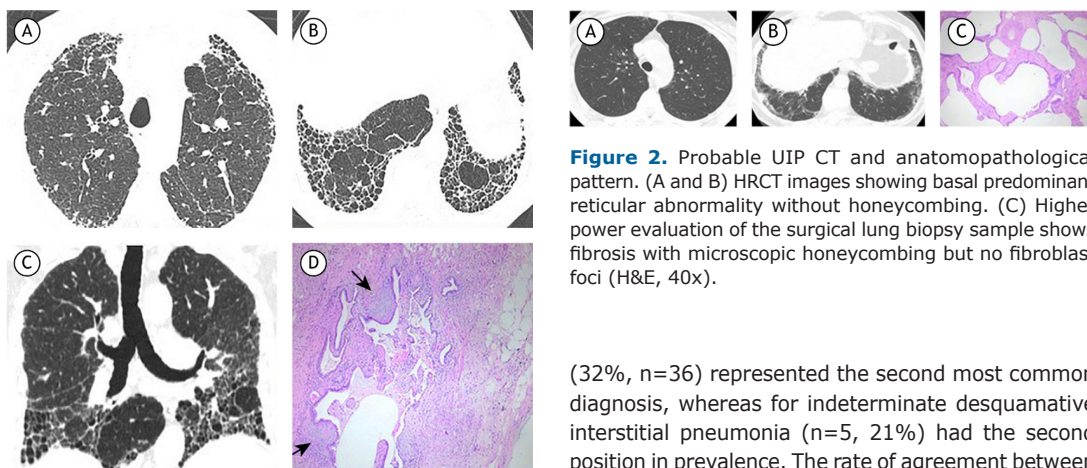 A
B
C
D
A
B
C
Figure 2. Probable UIP CT and anatomopathological
pattern. (A and B) HRCT images showing basal predominan
reticular abnormality without honeycombing. (C) Highe
power evaluation of the surgical lung biopsy sample show
fibrosis with microscopic honeycombing but no fibroblas
foci (H&E, 40x).
(32%, n=36) represented the second most common
diagnosis, whereas for indeterminate desquamative
interstitial pneumonia (n=5, 21%) had the second
position in prevalence. The rate of agreement between